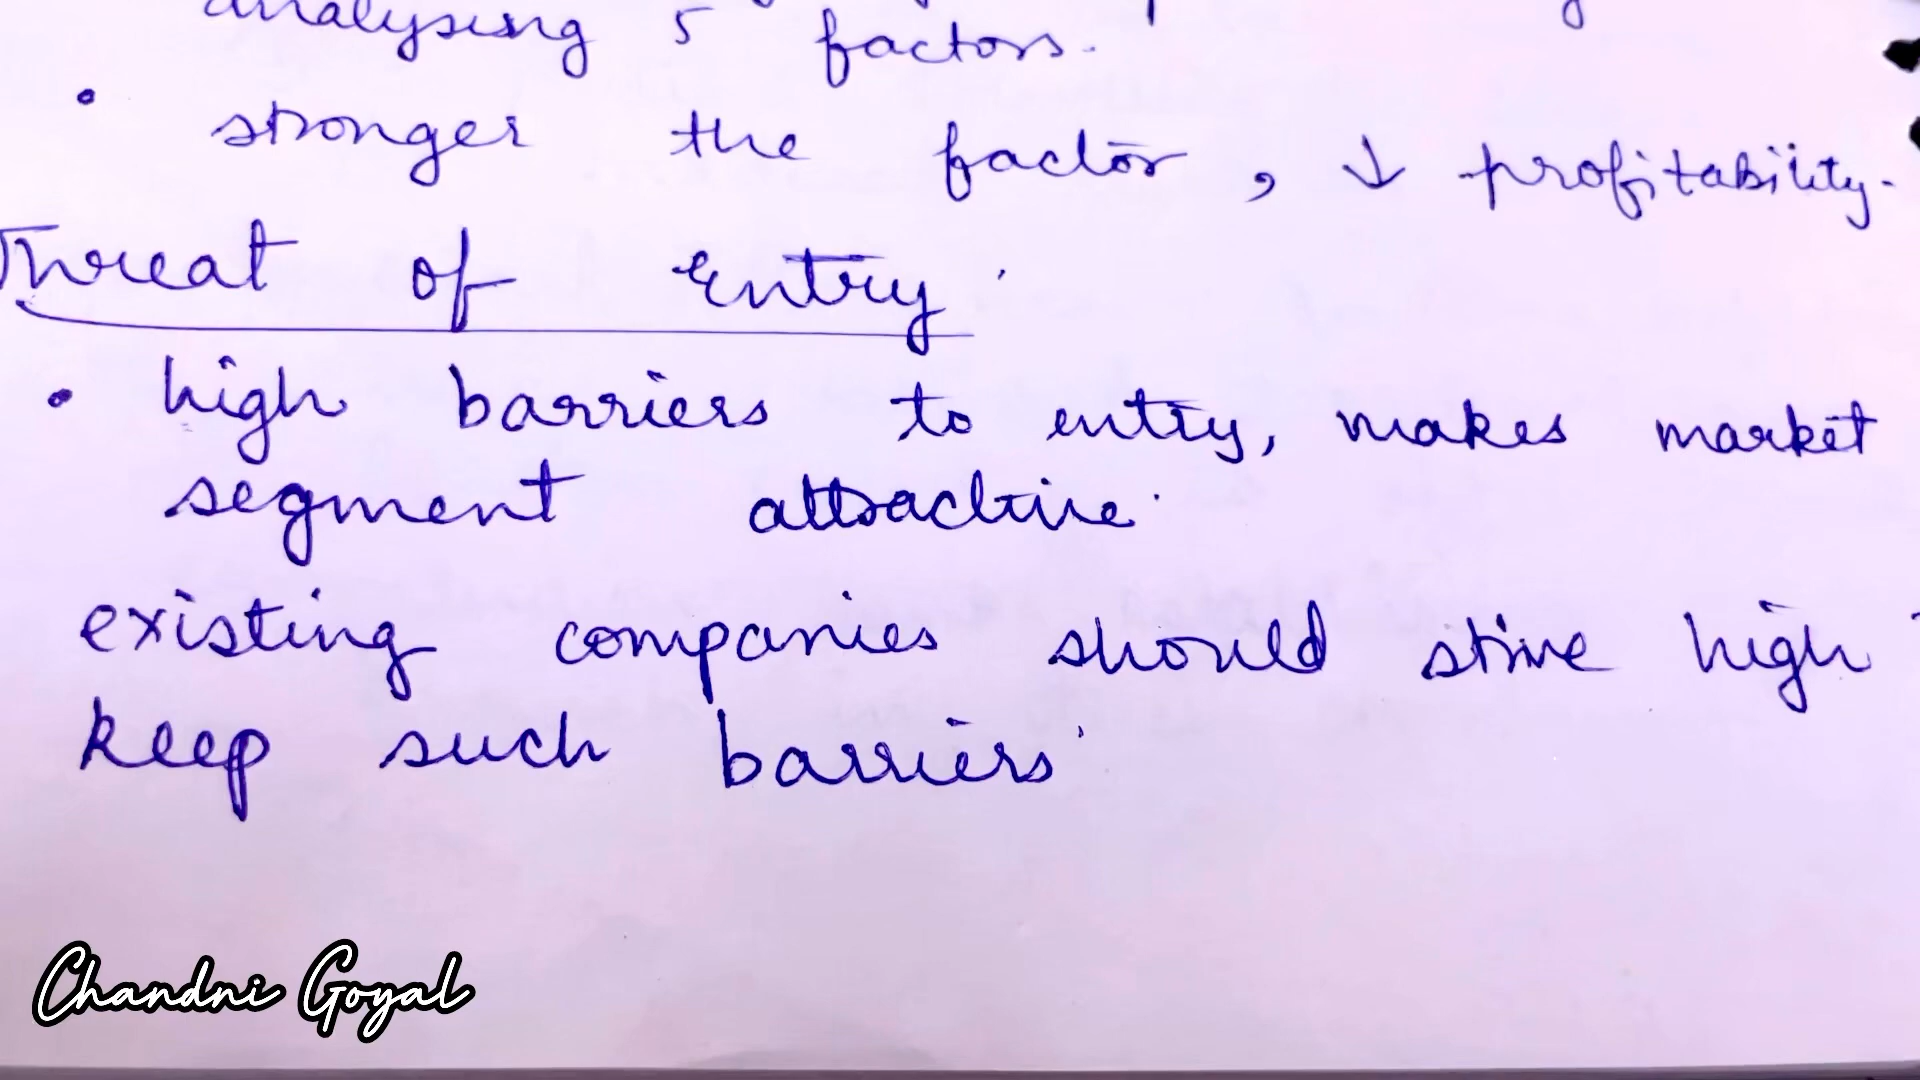 analysing 5 factors.
• stronger the factor, ↓ profitability.
Threat of Entry.
• high barriers to entry, makes market
segment attractive.
existing companies should strive high
keep such barriers
Chandni Goyal